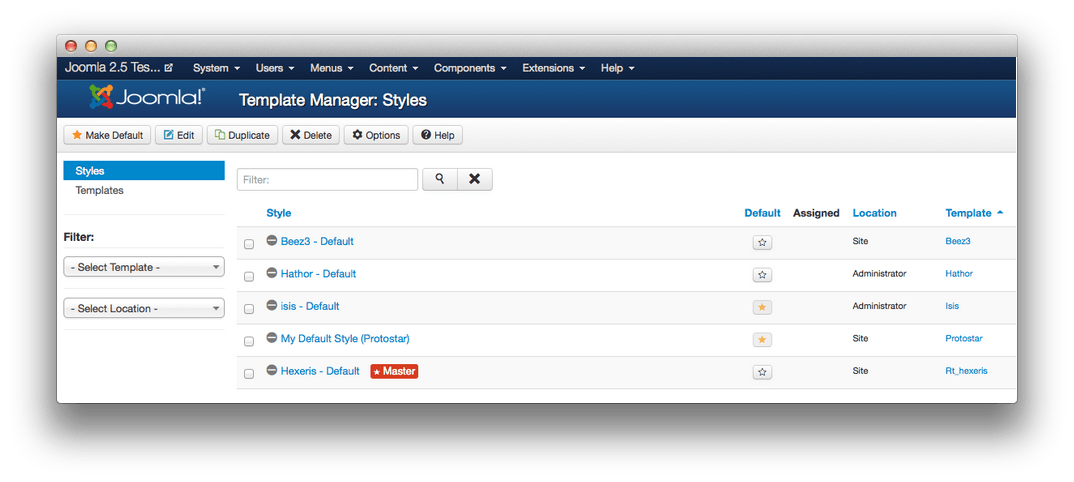 Joomla 2.5 Tes... System Users Menus Content Components Extensions Help
Joomla!® Template Manager: Styles
Make Default Edit Duplicate Delete Options Help
Styles
Templates
Filter:
- Select Template -
- Select Location -
Filter:
Style Default Assigned Location Template
Beez3 - Default Site Beez3
Hathor - Default Administrator Hathor
isis - Default Administrator Isis
My Default Style (Protostar) Site Protostar
Hexeris - Default Master Site Rt_hexeris